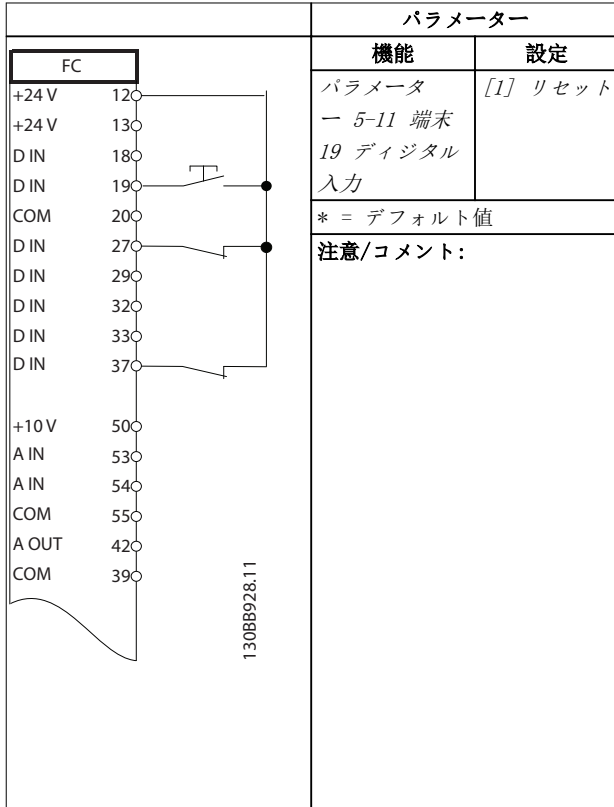 FC
+24 V 12
+24 V 13
D IN 18
D IN 19
COM 20
D IN 27
D IN 29
D IN 32
D IN 33
D IN 37
+10 V 50
A IN 53
A IN 54
COM 55
A OUT 42
COM 39
130BB928.11
パラメーター
機能 設定
パラメータ
ー 5-11 端末
19 ディジタル
入力
[1] リセット
* = デフォルト値
注意/コメント: